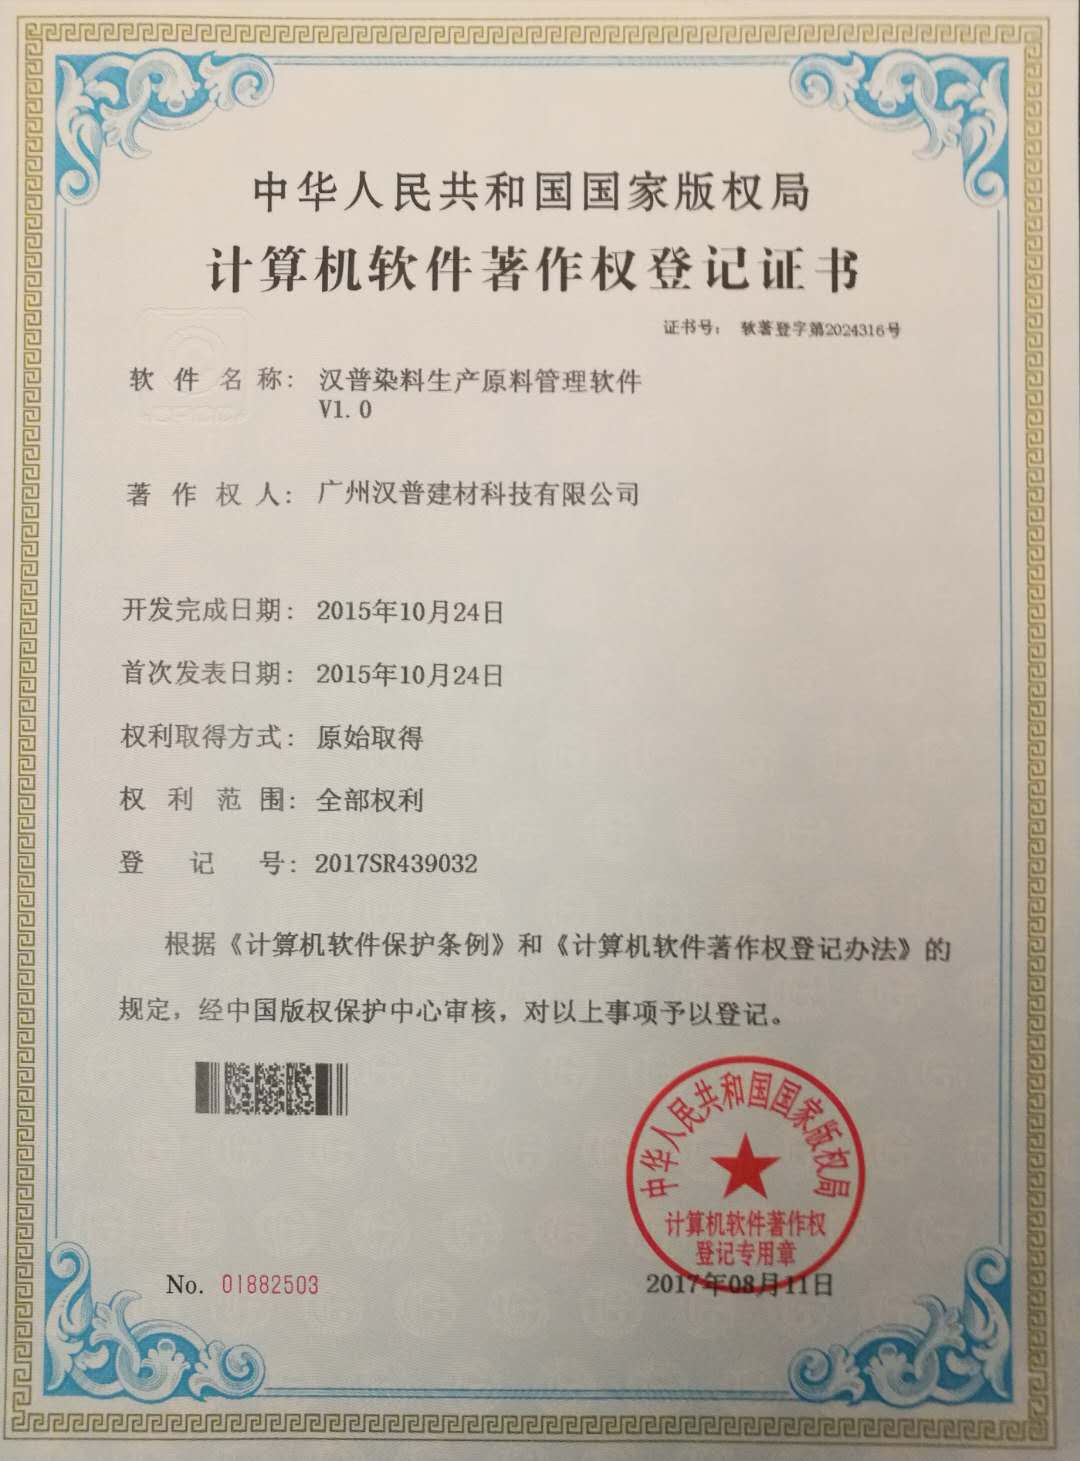 中华人民共和国国家版权局
计算机软件著作权登记证书
证书号： 软著登字第2024316号
软件名称： 汉普染料生产原料管理软件
V1.0
著作权人： 广州汉普建材科技有限公司
开发完成日期： 2015年10月24日
首次发表日期： 2015年10月24日
权利取得方式： 原始取得
权利范围： 全部权利
登记号： 2017SR439032
根据《计算机软件保护条例》和《计算机软件著作权登记办法》的
规定，经中国版权保护中心审核，对以上事项予以登记。
中华人民共和国国家版权局
计算机软件著作权
登记专用章
No. 01882503
2017年08月11日